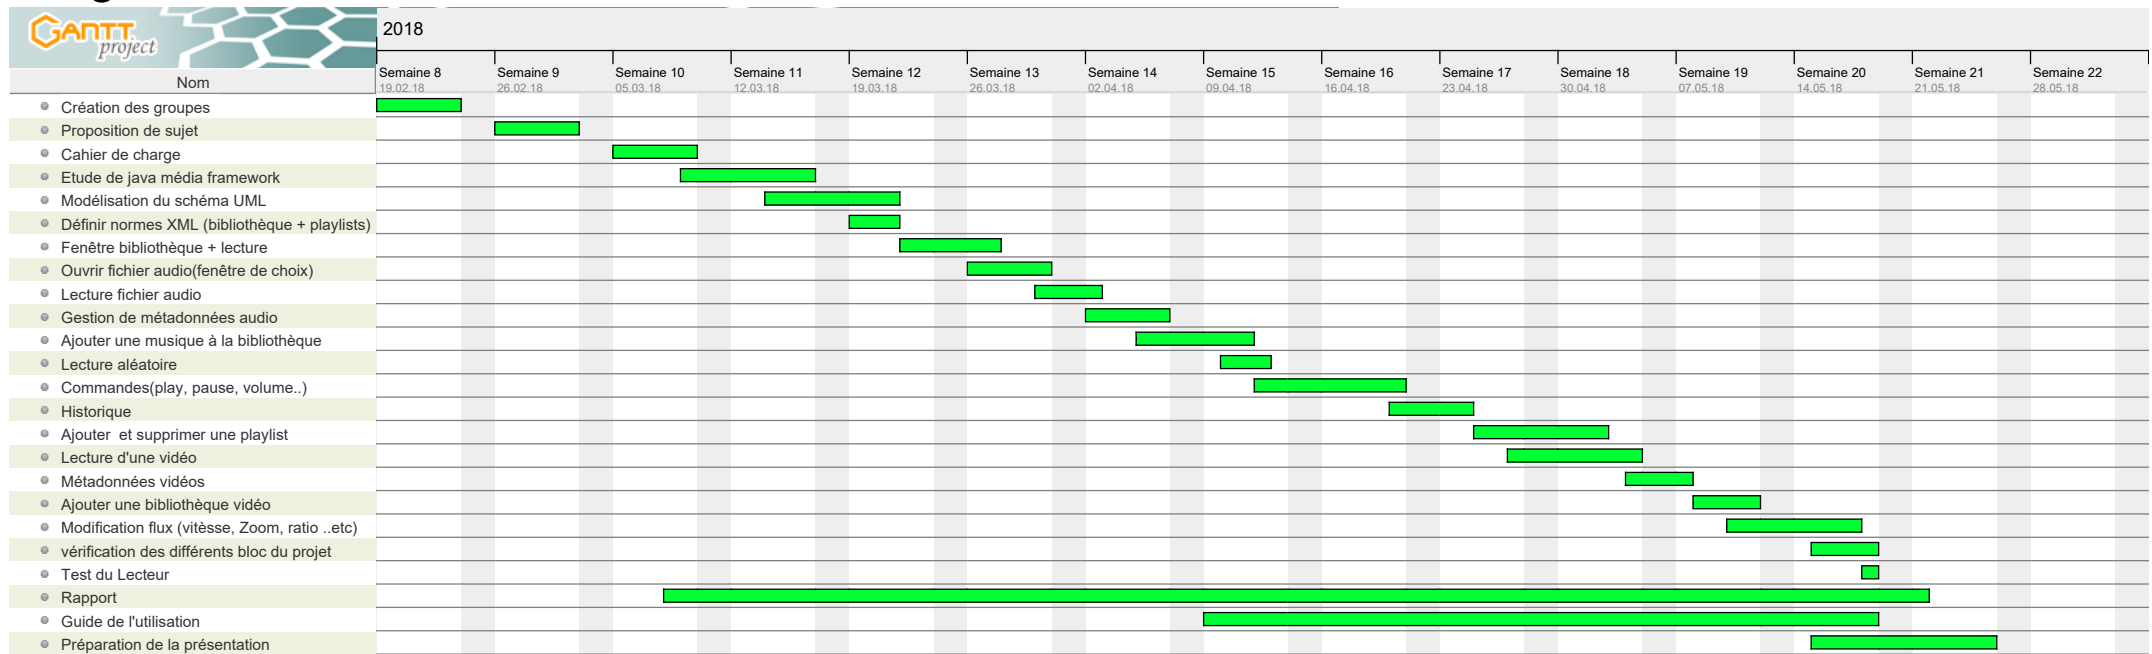 GANTT
project
2018
Nom
Semaine 8 Semaine 9 Semaine 10 Semaine 11 Semaine 12 Semaine 13 Semaine 14 Semaine 15 Semaine 16 Semaine 17 Semaine 18 Semaine 19 Semaine 20 Semaine 21 Semaine 22
19.02.18 26.02.18 05.03.18 12.03.18 19.03.18 26.03.18 02.04.18 09.04.18 16.04.18 23.04.18 30.04.18 07.05.18 14.05.18 21.05.18 28.05.18
Création des groupes
Proposition de sujet
Cahier de charge
Etude de java média framework
Modélisation du schéma UML
Définir normes XML (bibliothèque + playlists)
Fenêtre bibliothèque + lecture
Ouvrir fichier audio(fenêtre de choix)
Lecture fichier audio
Gestion de métadonnées audio
Ajouter une musique à la bibliothèque
Lecture aléatoire
Commandes(play, pause, volume..)
Historique
Ajouter  et supprimer une playlist
Lecture d'une vidéo
Métadonnées vidéos
Ajouter une bibliothèque vidéo
Modification flux (vitèsse, Zoom, ratio ..etc)
vérification des différents bloc du projet
Test du Lecteur
Rapport
Guide de l'utilisation
Préparation de la présentation